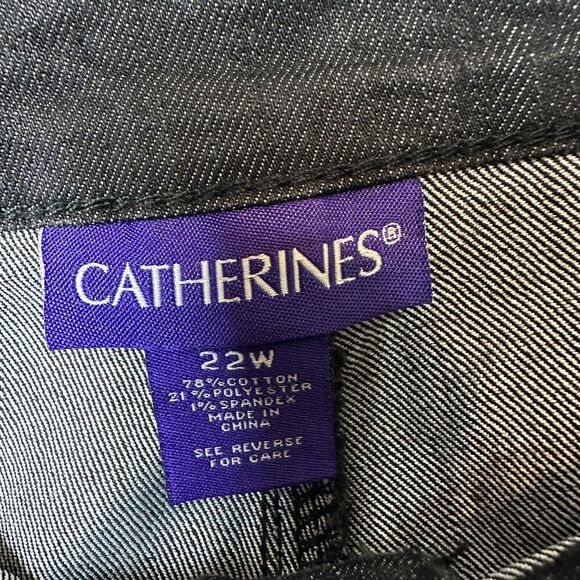 CATHERINES®
22W
78% COTTON
21% POLYESTER
1% SPANDEX
MADE IN
CHINA
SEE REVERSE
FOR CARE